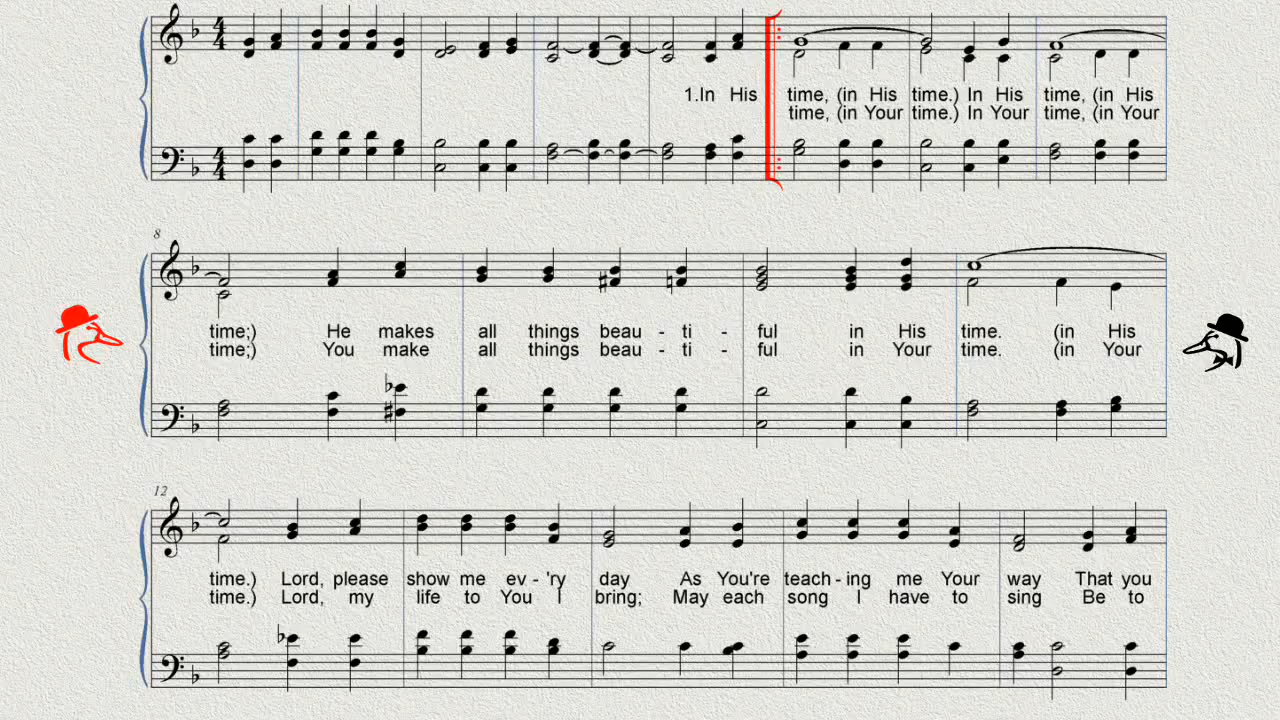 4 4
1.In His time, (in His time.) In His time, (in His
time, (in Your time.) In Your time, (in Your
4 4
8
time;) He makes all things beau - ti - ful in His time. (in His
time;) You make all things beau - ti - ful in Your time. (in Your
12
time.) Lord, please show me ev - 'ry day As You're teach - ing me Your way That you
time.) Lord, my life to You I bring; May each song I have to sing Be to